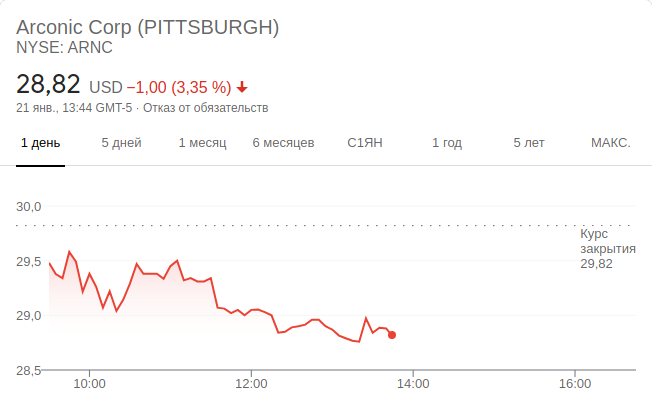 Arconic Corp (PITTSBURGH)
NYSE: ARNC
28,82 USD −1,00 (3,35 %)
21 янв., 13:44 GMT-5 · Отказ от обязательств
1 день 5 дней 1 месяц 6 месяцев С1ЯН 1 год 5 лет МАКС.
30,0
Курс
закрытия
29,82
29,5
29,0
28,5
10:00 12:00 14:00 16:00